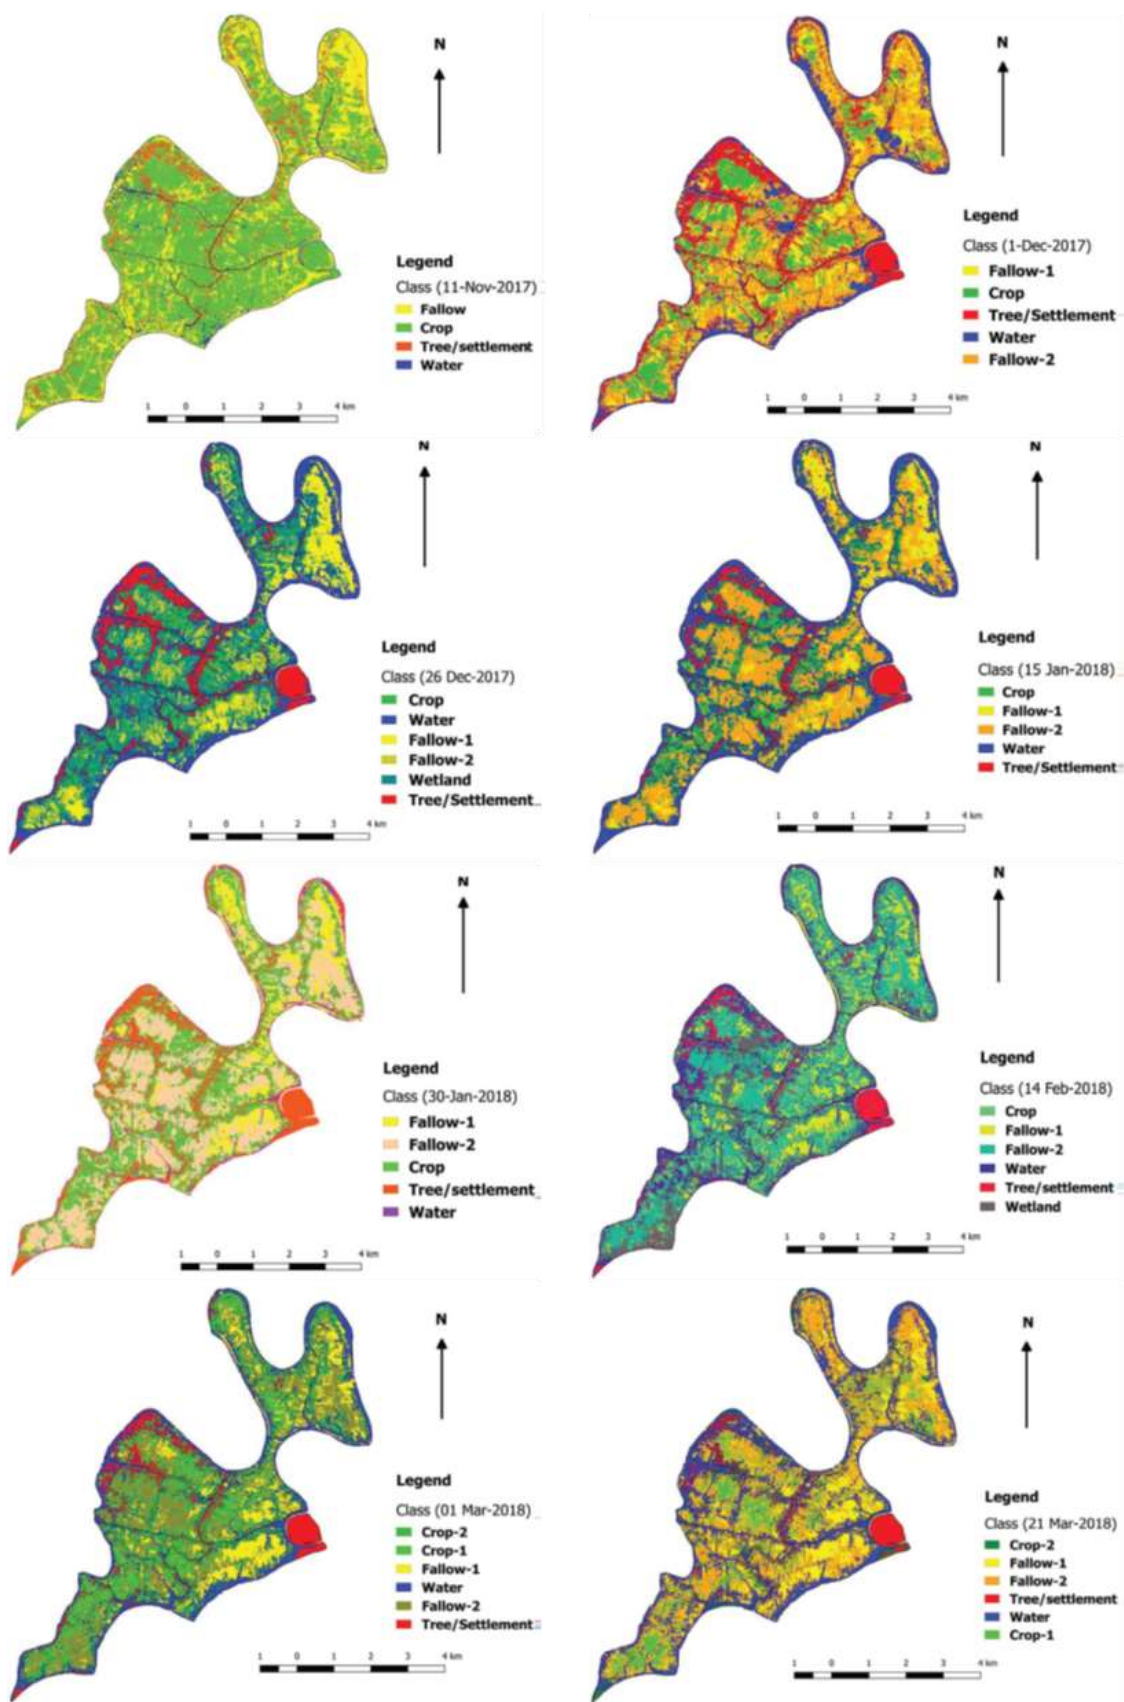 N
Legend
Class (11-Nov-2017)
Fallow
Crop
Tree/settlement
Water
1 0 1 2 3 4 km
N
Legend
Class (1-Dec-2017)
Fallow-1
Crop
Tree/Settlement
Water
Fallow-2
1 0 1 2 3 4 km
N
Legend
Class (26 Dec-2017)
Crop
Water
Fallow-1
Fallow-2
Wetland
Tree/Settlement
1 0 1 2 3 4 km
N
Legend
Class (15 Jan-2018)
Crop
Fallow-1
Fallow-2
Water
Tree/Settlement
1 0 1 2 3 4 km
N
Legend
Class (30-Jan-2018)
Fallow-1
Fallow-2
Crop
Tree/settlement
Water
1 0 1 2 3 4 km
N
Legend
Class (14 Feb-2018)
Crop
Fallow-1
Fallow-2
Water
Tree/settlement
Wetland
1 0 1 2 3 4 km
N
Legend
Class (01 Mar-2018)
Crop-2
Crop-1
Fallow-1
Water
Fallow-2
Tree/Settlement
1 0 1 2 3 4 km
N
Legend
Class (21 Mar-2018)
Crop-2
Fallow-1
Fallow-2
Tree/settlement
Water
Crop-1
1 0 1 2 3 4 km